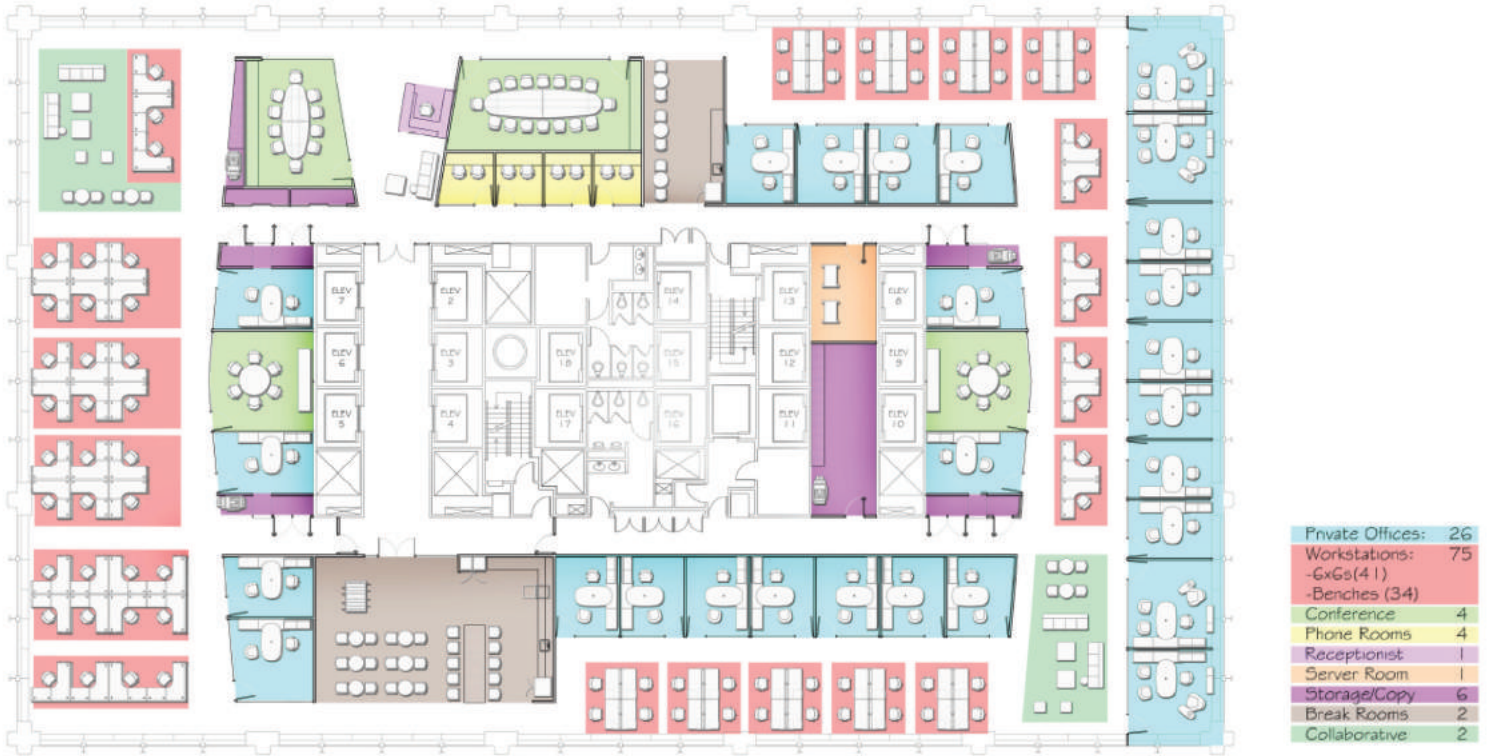 ELEV 7
ELEV 2
ELEV 14
ELEV 13
ELEV 8
ELEV 6
ELEV 3
ELEV 18
ELEV 15
ELEV 12
ELEV 9
ELEV 5
ELEV 4
ELEV 17
ELEV 16
ELEV 11
ELEV 10
Private Offices: 26
Workstations: 75
-6x6s(41)
-Benches (34)
Conference 4
Phone Rooms 4
Receptionist 1
Server Room 1
Storage/Copy 6
Break Rooms 2
Collaborative 2